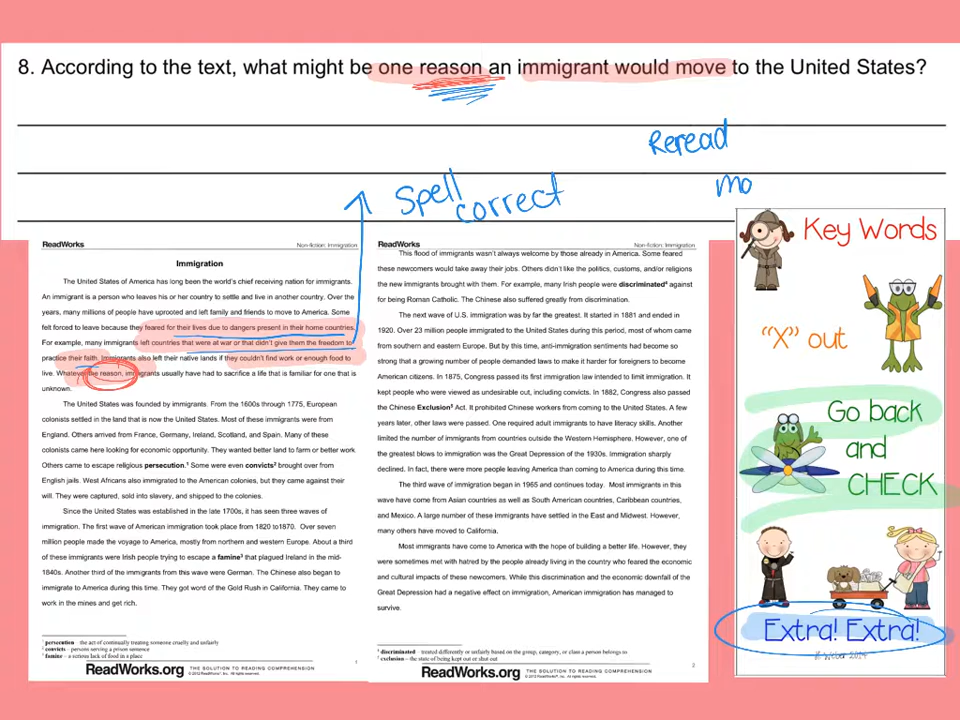 8. According to the text, what might be one reason an immigrant would move to the United States?
Reread
mo
Spell
correct
ReadWorks
Non-fiction: Immigration
Immigration
The United States of America has long been the world's chief receiving nation for immigrants.
An immigrant is a person who leaves his or her country to settle and live in another country. Over the
years, many millions of people have uprooted and left family and friends to move to America. Some
felt forced to leave because they feared for their lives due to dangers present in their home countries.
For example, many immigrants left countries that were at war or that didn't give them the freedom to
practice their faith. Immigrants also left their native lands if they couldn't find work or enough food to
live. Whatever the reason, immigrants usually have had to sacrifice a life that is familiar for one that is
unknown.
The United States was founded by immigrants. From the 1600s through 1775, European
colonists settled in the land that is now the United States. Most of these immigrants were from
England. Others arrived from France, Germany, Ireland, Scotland, and Spain. Many of these
colonists came here looking for economic opportunity. They wanted better land to farm or better work
Others came to escape religious persecution.¹ Some were even convicts² brought over from
English jails. West Africans also immigrated to the American colonies, but they came against their
will. They were captured, sold into slavery, and shipped to the colonies.
Since the United States was established in the late 1700s, it has seen three waves of
immigration. The first wave of American immigration took place from 1820 to1870. Over seven
million people made the voyage to America, mostly from northern and western Europe. About a third
of these immigrants were Irish people trying to escape a famine³ that plagued Ireland in the mid-
1840s. Another third of the immigrants from this wave were German. The Chinese also began to
immigrate to America during this time. They got word of the Gold Rush in California. They came to
work in the mines and get rich.
¹ persecution – the act of continually treating someone cruelly and unfairly
² convicts – persons serving a prison sentence
³ famine – a serious lack of food in a place
1
ReadWorks.org
THE SOLUTION TO READING COMPREHENSION
© 2012 ReadWorks®, Inc. All rights reserved.
ReadWorks
Non-fiction: Immigration
This flood of immigrants wasn't always welcome by those already in America. Some feared
these newcomers would take away their jobs. Others didn't like the politics, customs, and/or religions
the new immigrants brought with them. For example, many Irish people were discriminated⁴ against
for being Roman Catholic. The Chinese also suffered greatly from discrimination.
The next wave of U.S. immigration was by far the greatest. It started in 1881 and ended in
1920. Over 23 million people immigrated to the United States during this period, most of whom came
from southern and eastern Europe. But by this time, anti-immigration sentiments had become so
strong that a growing number of people demanded laws to make it harder for foreigners to become
American citizens. In 1875, Congress passed its first immigration law intended to limit immigration. It
kept people who were viewed as undesirable out, including convicts. In 1882, Congress also passed
the Chinese Exclusion⁵ Act. It prohibited Chinese workers from coming to the United States. A few
years later, other laws were passed. One required adult immigrants to have literacy skills. Another
limited the number of immigrants from countries outside the Western Hemisphere. However, one of
the greatest blows to immigration was the Great Depression of the 1930s. Immigration sharply
declined. In fact, there were more people leaving America than coming to America during this time.
The third wave of immigration began in 1965 and continues today. Most immigrants in this
wave have come from Asian countries as well as South American countries, Caribbean countries,
and Mexico. A large number of these immigrants have settled in the East and Midwest. However,
many others have moved to California.
Most immigrants have come to America with the hope of building a better life. However, they
were sometimes met with hatred by the people already living in the country who feared the economic
and cultural impacts of these newcomers. While this discrimination and the economic downfall of the
Great Depression had a negative effect on immigration, American immigration has managed to
survive.
⁴ discriminated – treated differently or unfairly based on the group, category, or class a person belongs to
⁵ exclusion – the state of being kept out or shut out
2
ReadWorks.org
THE SOLUTION TO READING COMPREHENSION
© 2012 ReadWorks®, Inc. All rights reserved.
Key Words
"X" out
Go back
and
CHECK
Extra! Extra!
R. Weber 2014